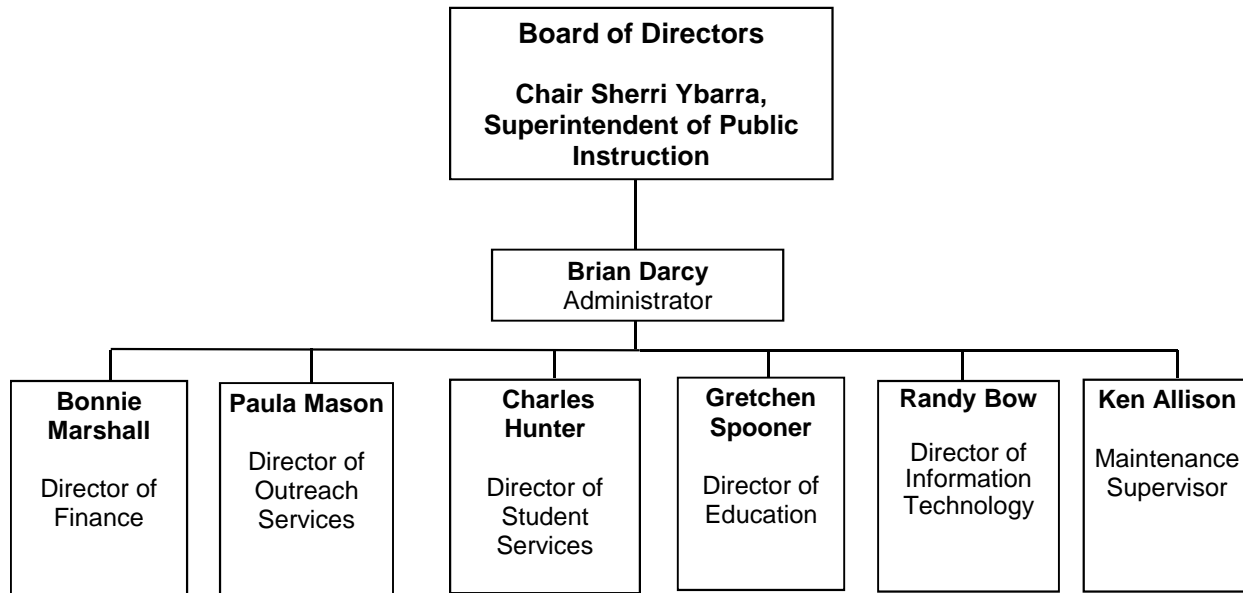 Board of Directors
Chair Sherri Ybarra,
Superintendent of Public
Instruction
Brian Darcy
Administrator
Bonnie
Marshall
Director of
Finance
Paula Mason
Director of
Outreach
Services
Charles
Hunter
Director of
Student
Services
Gretchen
Spooner
Director of
Education
Randy Bow
Director of
Information
Technology
Ken Allison
Maintenance
Supervisor